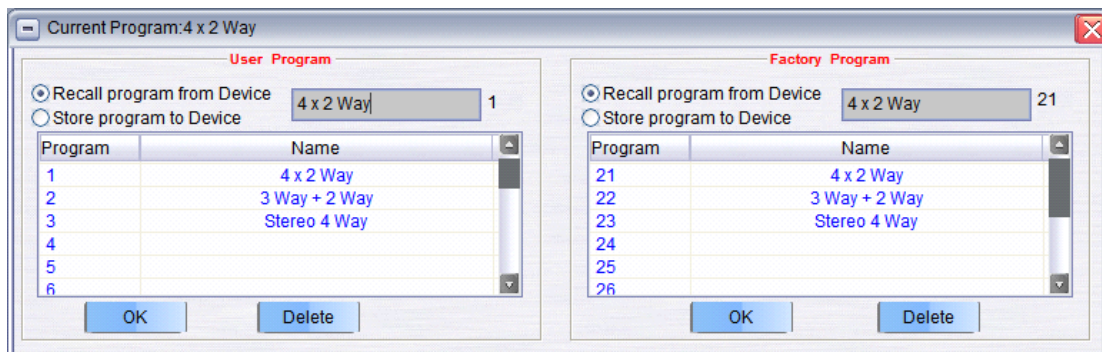 Current Program:4 x 2 Way
User Program
Recall program from Device
4 x 2 Way
1
Store program to Device
Program Name
1 4 x 2 Way
2 3 Way + 2 Way
3 Stereo 4 Way
4
5
6
OK Delete
Factory Program
Recall program from Device
4 x 2 Way
21
Store program to Device
Program Name
21 4 x 2 Way
22 3 Way + 2 Way
23 Stereo 4 Way
24
25
26
OK Delete